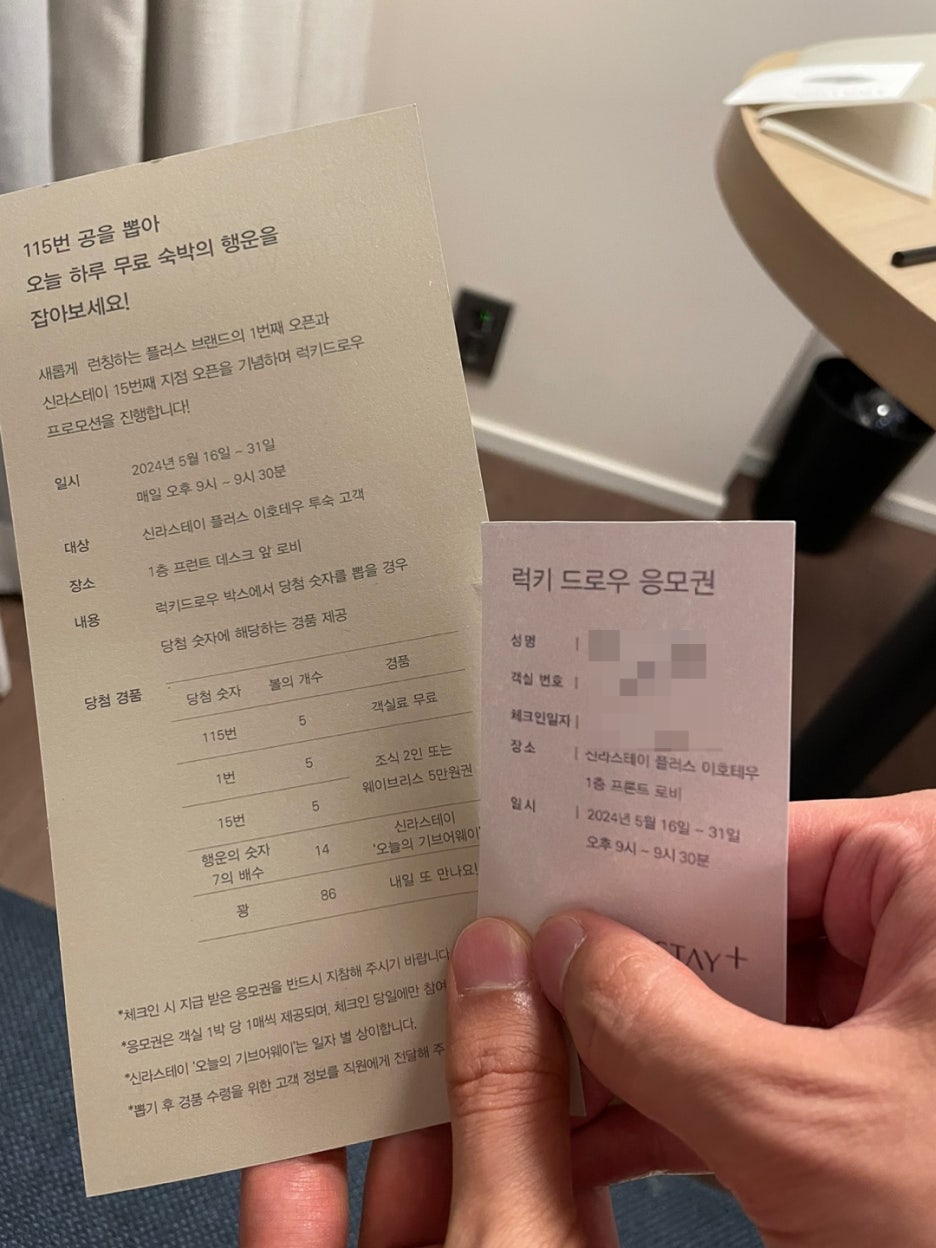 115번 공을 뽑아
오늘 하루 무료 숙박의 행운을
잡아보세요!
새롭게 런칭하는 플러스 브랜드의 1번째 오픈과
신라스테이 15번째 지점 오픈을 기념하며 럭키드로우
프로모션을 진행합니다!
일시 2024년 5월 16일 ~ 31일
매일 오후 9시 ~ 9시 30분
대상 신라스테이 플러스 이호테우 투숙 고객
장소 1층 프런트 데스크 앞 로비
내용 럭키드로우 박스에서 당첨 숫자를 뽑을 경우
당첨 숫자에 해당하는 경품 제공
당첨 경품 당첨 숫자 볼의 개수 경품
115번 5 객실료 무료
1번 5 조식 2인 또는
웨이브리스 5만원권
15번 5
행운의 숫자 14 신라스테이
7의 배수 '오늘의 기브어웨이'
꽝 86 내일 또 만나요!
*체크인 시 지급 받은 응모권을 반드시 지참해 주시기 바랍니다
*응모권은 객실 1박 당 1매씩 제공되며, 체크인 당일에만 참여
*신라스테이 '오늘의 기브어웨이'는 일자 별 상이합니다.
*뽑기 후 경품 수령을 위한 고객 정보를 직원에게 전달해 주
럭키 드로우 응모권
성명 |
객실 번호 |
체크인일자 |
장소 | 신라스테이 플러스 이호테우
1층 프론트 로비
일시 | 2024년 5월 16일 ~ 31일
오후 9시 ~ 9시 30분
STAY+